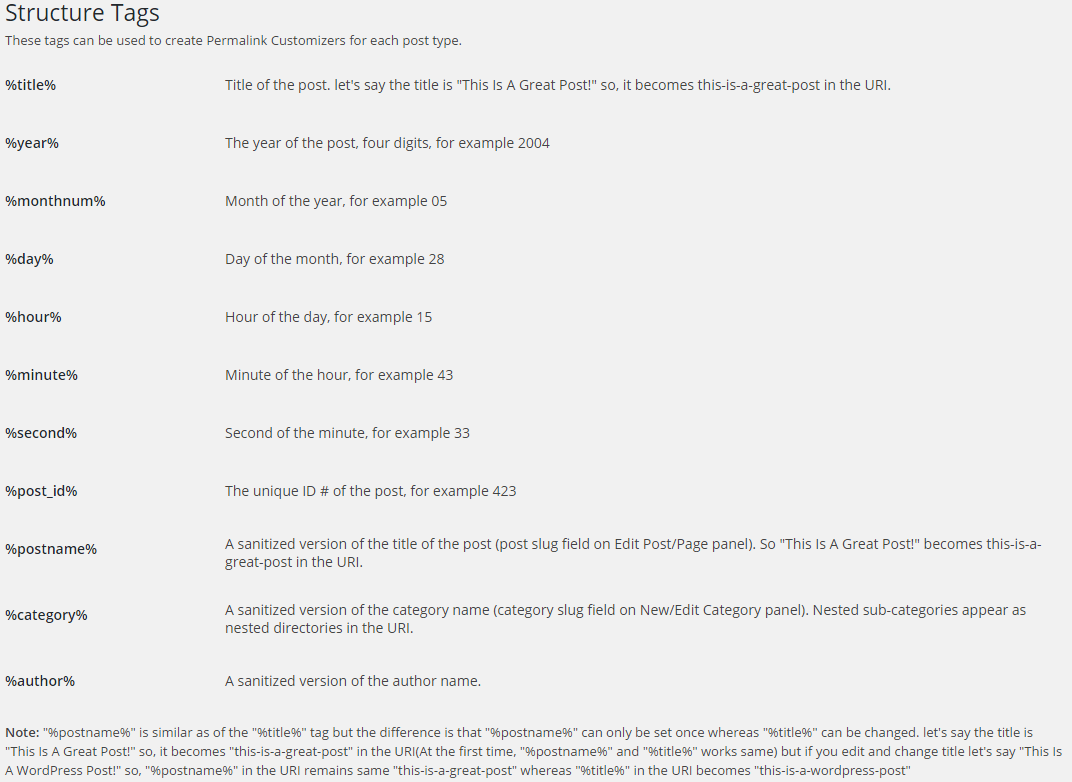 Structure Tags
These tags can be used to create Permalink Customizers for each post type.
%title% Title of the post. let's say the title is "This Is A Great Post!" so, it becomes this-is-a-great-post in the URI.
%year% The year of the post, four digits, for example 2004
%monthnum% Month of the year, for example 05
%day% Day of the month, for example 28
%hour% Hour of the day, for example 15
%minute% Minute of the hour, for example 43
%second% Second of the minute, for example 33
%post_id% The unique ID # of the post, for example 423
%postname% A sanitized version of the title of the post (post slug field on Edit Post/Page panel). So "This Is A Great Post!" becomes this-is-a-
great-post in the URI.
%category% A sanitized version of the category name (category slug field on New/Edit Category panel). Nested sub-categories appear as
nested directories in the URI.
%author% A sanitized version of the author name.
Note: "%postname%" is similar as of the "%title%" tag but the difference is that "%postname%" can only be set once whereas "%title%" can be changed. let's say the title is
"This Is A Great Post!" so, it becomes "this-is-a-great-post" in the URI(At the first time, "%postname%" and "%title%" works same) but if you edit and change title let's say "This Is
A WordPress Post!" so, "%postname%" in the URI remains same "this-is-a-great-post" whereas "%title%" in the URI becomes "this-is-a-wordpress-post"